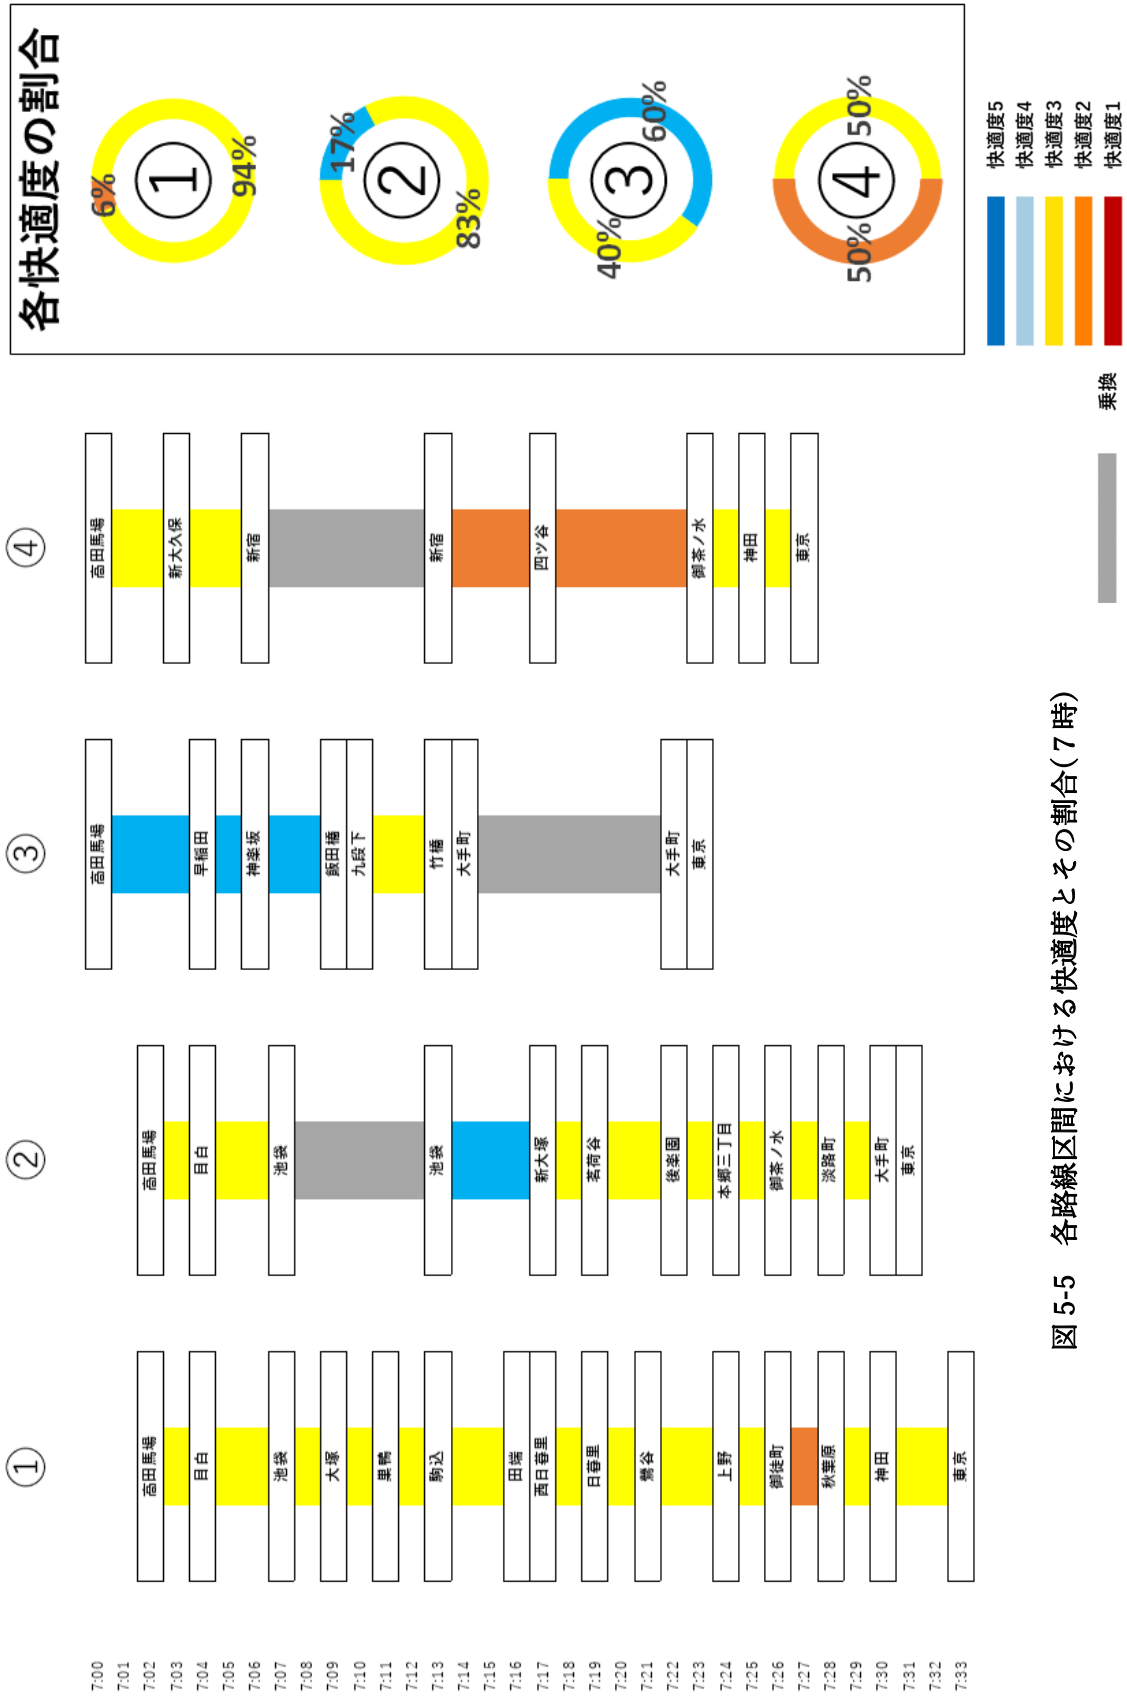 ①
②
③
④
7:00
7:01
7:02
7:03
7:04
7:05
7:06
7:07
7:08
7:09
7:10
7:11
7:12
7:13
7:14
7:15
7:16
7:17
7:18
7:19
7:20
7:21
7:22
7:23
7:24
7:25
7:26
7:27
7:28
7:29
7:30
7:31
7:32
7:33
高田馬場
目白
池袋
大塚
巣鴨
駒込
田端
西日暮里
日暮里
鶯谷
上野
御徒町
秋葉原
神田
東京
高田馬場
目白
池袋
池袋
新大塚
茗荷谷
後楽園
本郷三丁目
御茶ノ水
淡路町
大手町
東京
高田馬場
早稲田
神楽坂
飯田橋
九段下
竹橋
大手町
大手町
東京
高田馬場
新大久保
新宿
新宿
四ツ谷
御茶ノ水
神田
東京
各快適度の割合
6%
①
94%
17%
②
83%
40%
③
60%
50%
④
50%
乗換
快適度5
快適度4
快適度3
快適度2
快適度1
図 5-5　各路線区間における快適度とその割合(７時)